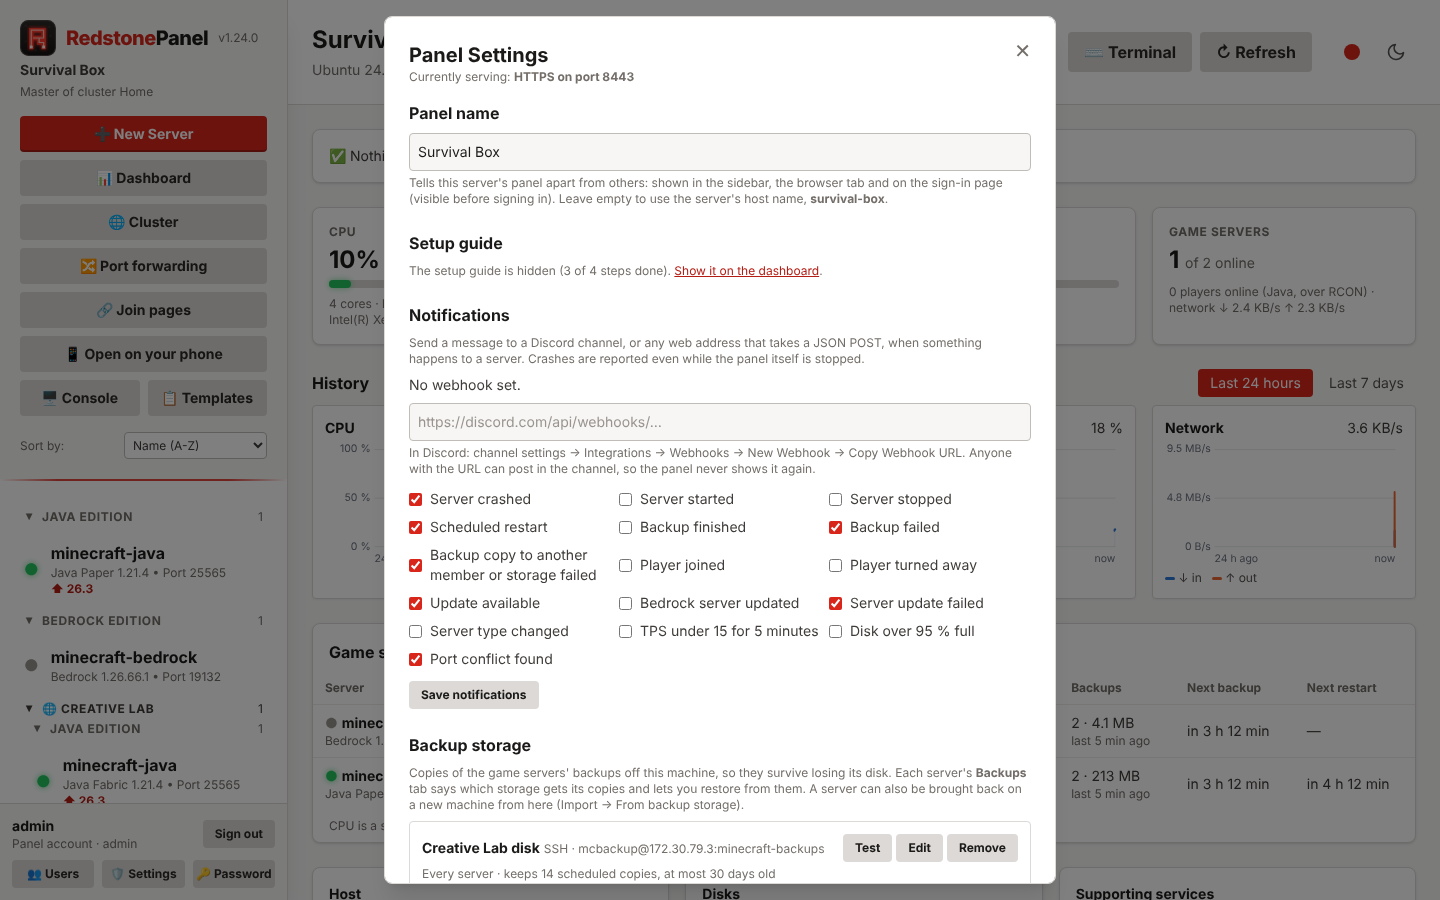 RedstonePanel v1.24.0
Survival Box
Master of cluster Home
➕ New Server
📊 Dashboard
🌐 Cluster
🔀 Port forwarding
🔗 Join pages
📱 Open on your phone
🖥️ Console
📋 Templates
Sort by:
Name (A-Z)
▼ JAVA EDITION 1
minecraft-java
Java Paper 1.21.4 • Port 25565
26.3
▼ BEDROCK EDITION 1
minecraft-bedrock
Bedrock 1.26.66.1 • Port 19132
▼ 🌐 CREATIVE LAB 1
▼ JAVA EDITION 1
minecraft-java
Java Fabric 1.21.4 • Port 25565
26.3
admin
Panel account · admin
Sign out
👥 Users
🛡️ Settings
🔑 Password
Ubuntu 24.
Terminal
↻ Refresh
CPU
10%
4 cores ·
GAME SERVERS
1 of 2 online
0 players online (Java, over RCON) ·
network ↓ 2.4 KB/s ↑ 2.3 KB/s
History
Last 24 hours
Last 7 days
CPU
18 %
100 %
50 %
0 %
now
Network 3.6 KB/s
9.5 MB/s
4.8 MB/s
0 B/s
24 h ago now
↓ in ↑ out
Server
Backups Next backup Next restart
Bedrock 1.
2 · 4.1 MB in 3 h 12 min —
last 5 min ago
2 · 213 MB in 3 h 12 min in 4 h 12 min
last 5 min ago
CPU is a s
Host
Disks
Supporting services
Panel Settings
✕
Currently serving: HTTPS on port 8443
Panel name
Survival Box
Tells this server's panel apart from others: shown in the sidebar, the browser tab and on the sign-in page
(visible before signing in). Leave empty to use the server's host name, survival-box.
Setup guide
The setup guide is hidden (3 of 4 steps done). Show it on the dashboard.
Notifications
Send a message to a Discord channel, or any web address that takes a JSON POST, when something
happens to a server. Crashes are reported even while the panel itself is stopped.
No webhook set.
https://discord.com/api/webhooks/...
In Discord: channel settings → Integrations → Webhooks → New Webhook → Copy Webhook URL. Anyone
with the URL can post in the channel, so the panel never shows it again.
Server crashed
Server started
Server stopped
Scheduled restart
Backup finished
Backup failed
Backup copy to another
member or storage failed
Player joined
Player turned away
Update available
Bedrock server updated
Server update failed
Server type changed
TPS under 15 for 5 minutes
Disk over 95 % full
Port conflict found
Save notifications
Backup storage
Copies of the game servers' backups off this machine, so they survive losing its disk. Each server's Backups
tab says which storage gets its copies and lets you restore from them. A server can also be brought back on
a new machine from here (Import → From backup storage).
Creative Lab disk SSH · mcbackup@172.30.79.3:minecraft-backups
Test
Edit
Remove
Every server · keeps 14 scheduled copies, at most 30 days old